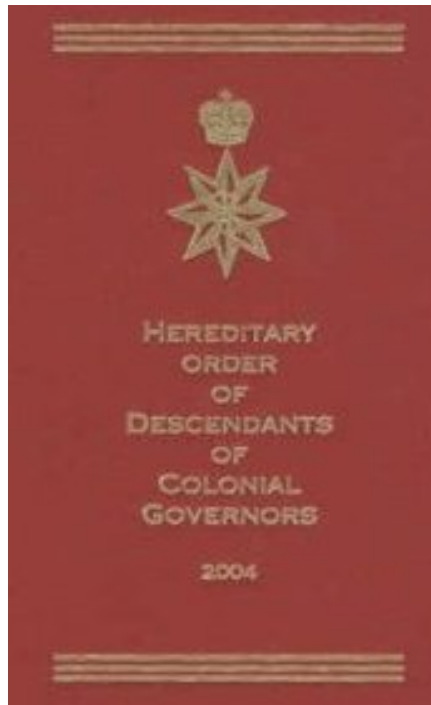 HEREDITARY
ORDER
OF
DESCENDANTS
OF
COLONIAL
GOVERNORS
2004